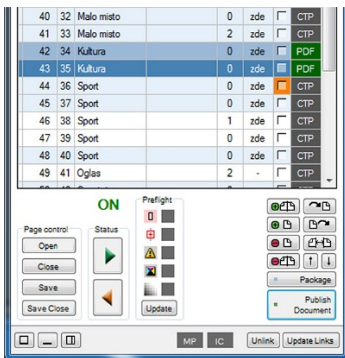 40 32 Malo misto 0 zde CTP
41 33 Malo misto 2 zde CTP
42 34 Kultura 0 zde PDF
43 35 Kultura 0 zde PDF
44 36 Sport 0 zde CTP
45 37 Sport 0 zde CTP
46 38 Sport 1 zde CTP
47 39 Sport 0 zde CTP
48 40 Sport 0 zde CTP
49 41 Oglas 2 - CTP
ON
Preflight
Page control
Status
Open
Close
Save
Save Close
Update
Package
Publish
Document
MP IC Unlink Update Links